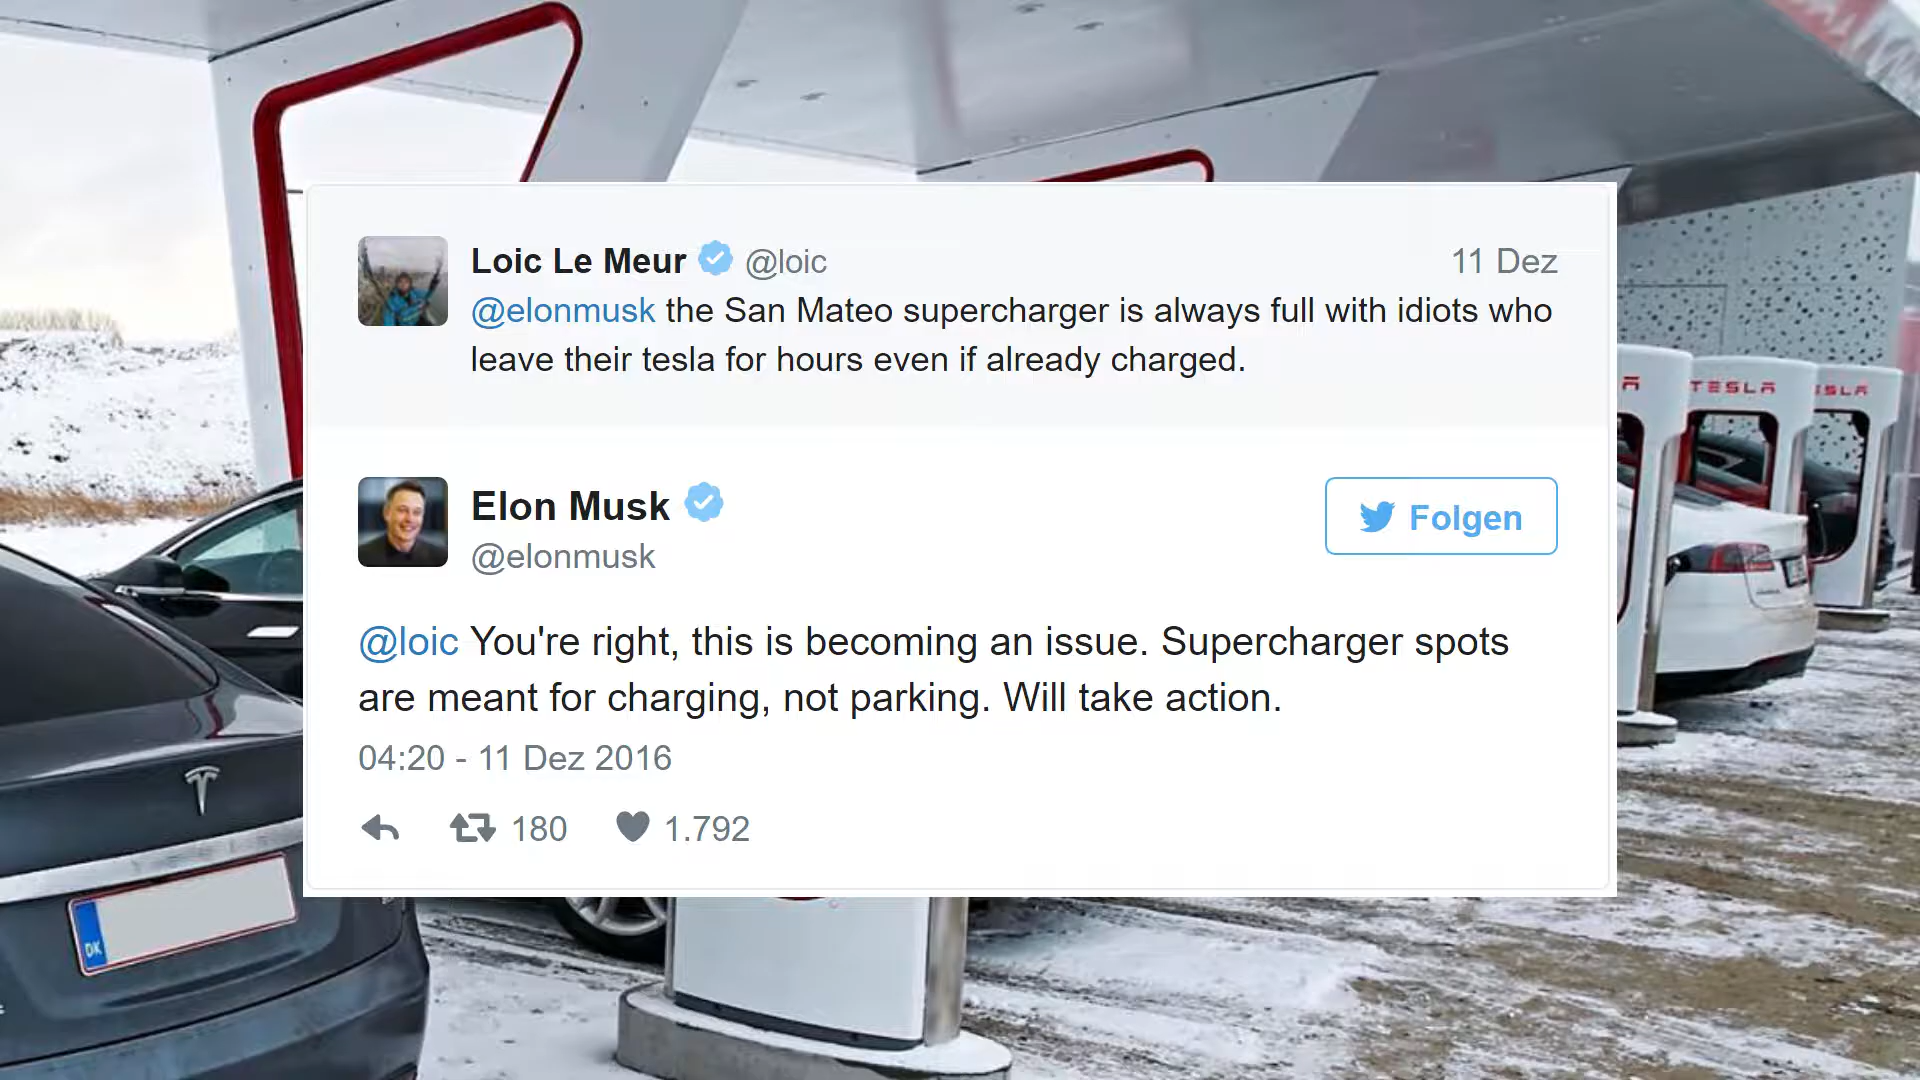 Loic Le Meur @loic 11 Dez
@elonmusk the San Mateo supercharger is always full with idiots who
leave their tesla for hours even if already charged.
Elon Musk
@elonmusk
Folgen
@loic You're right, this is becoming an issue. Supercharger spots
are meant for charging, not parking. Will take action.
04:20 - 11 Dez 2016
180 1.792
TESLA
DK